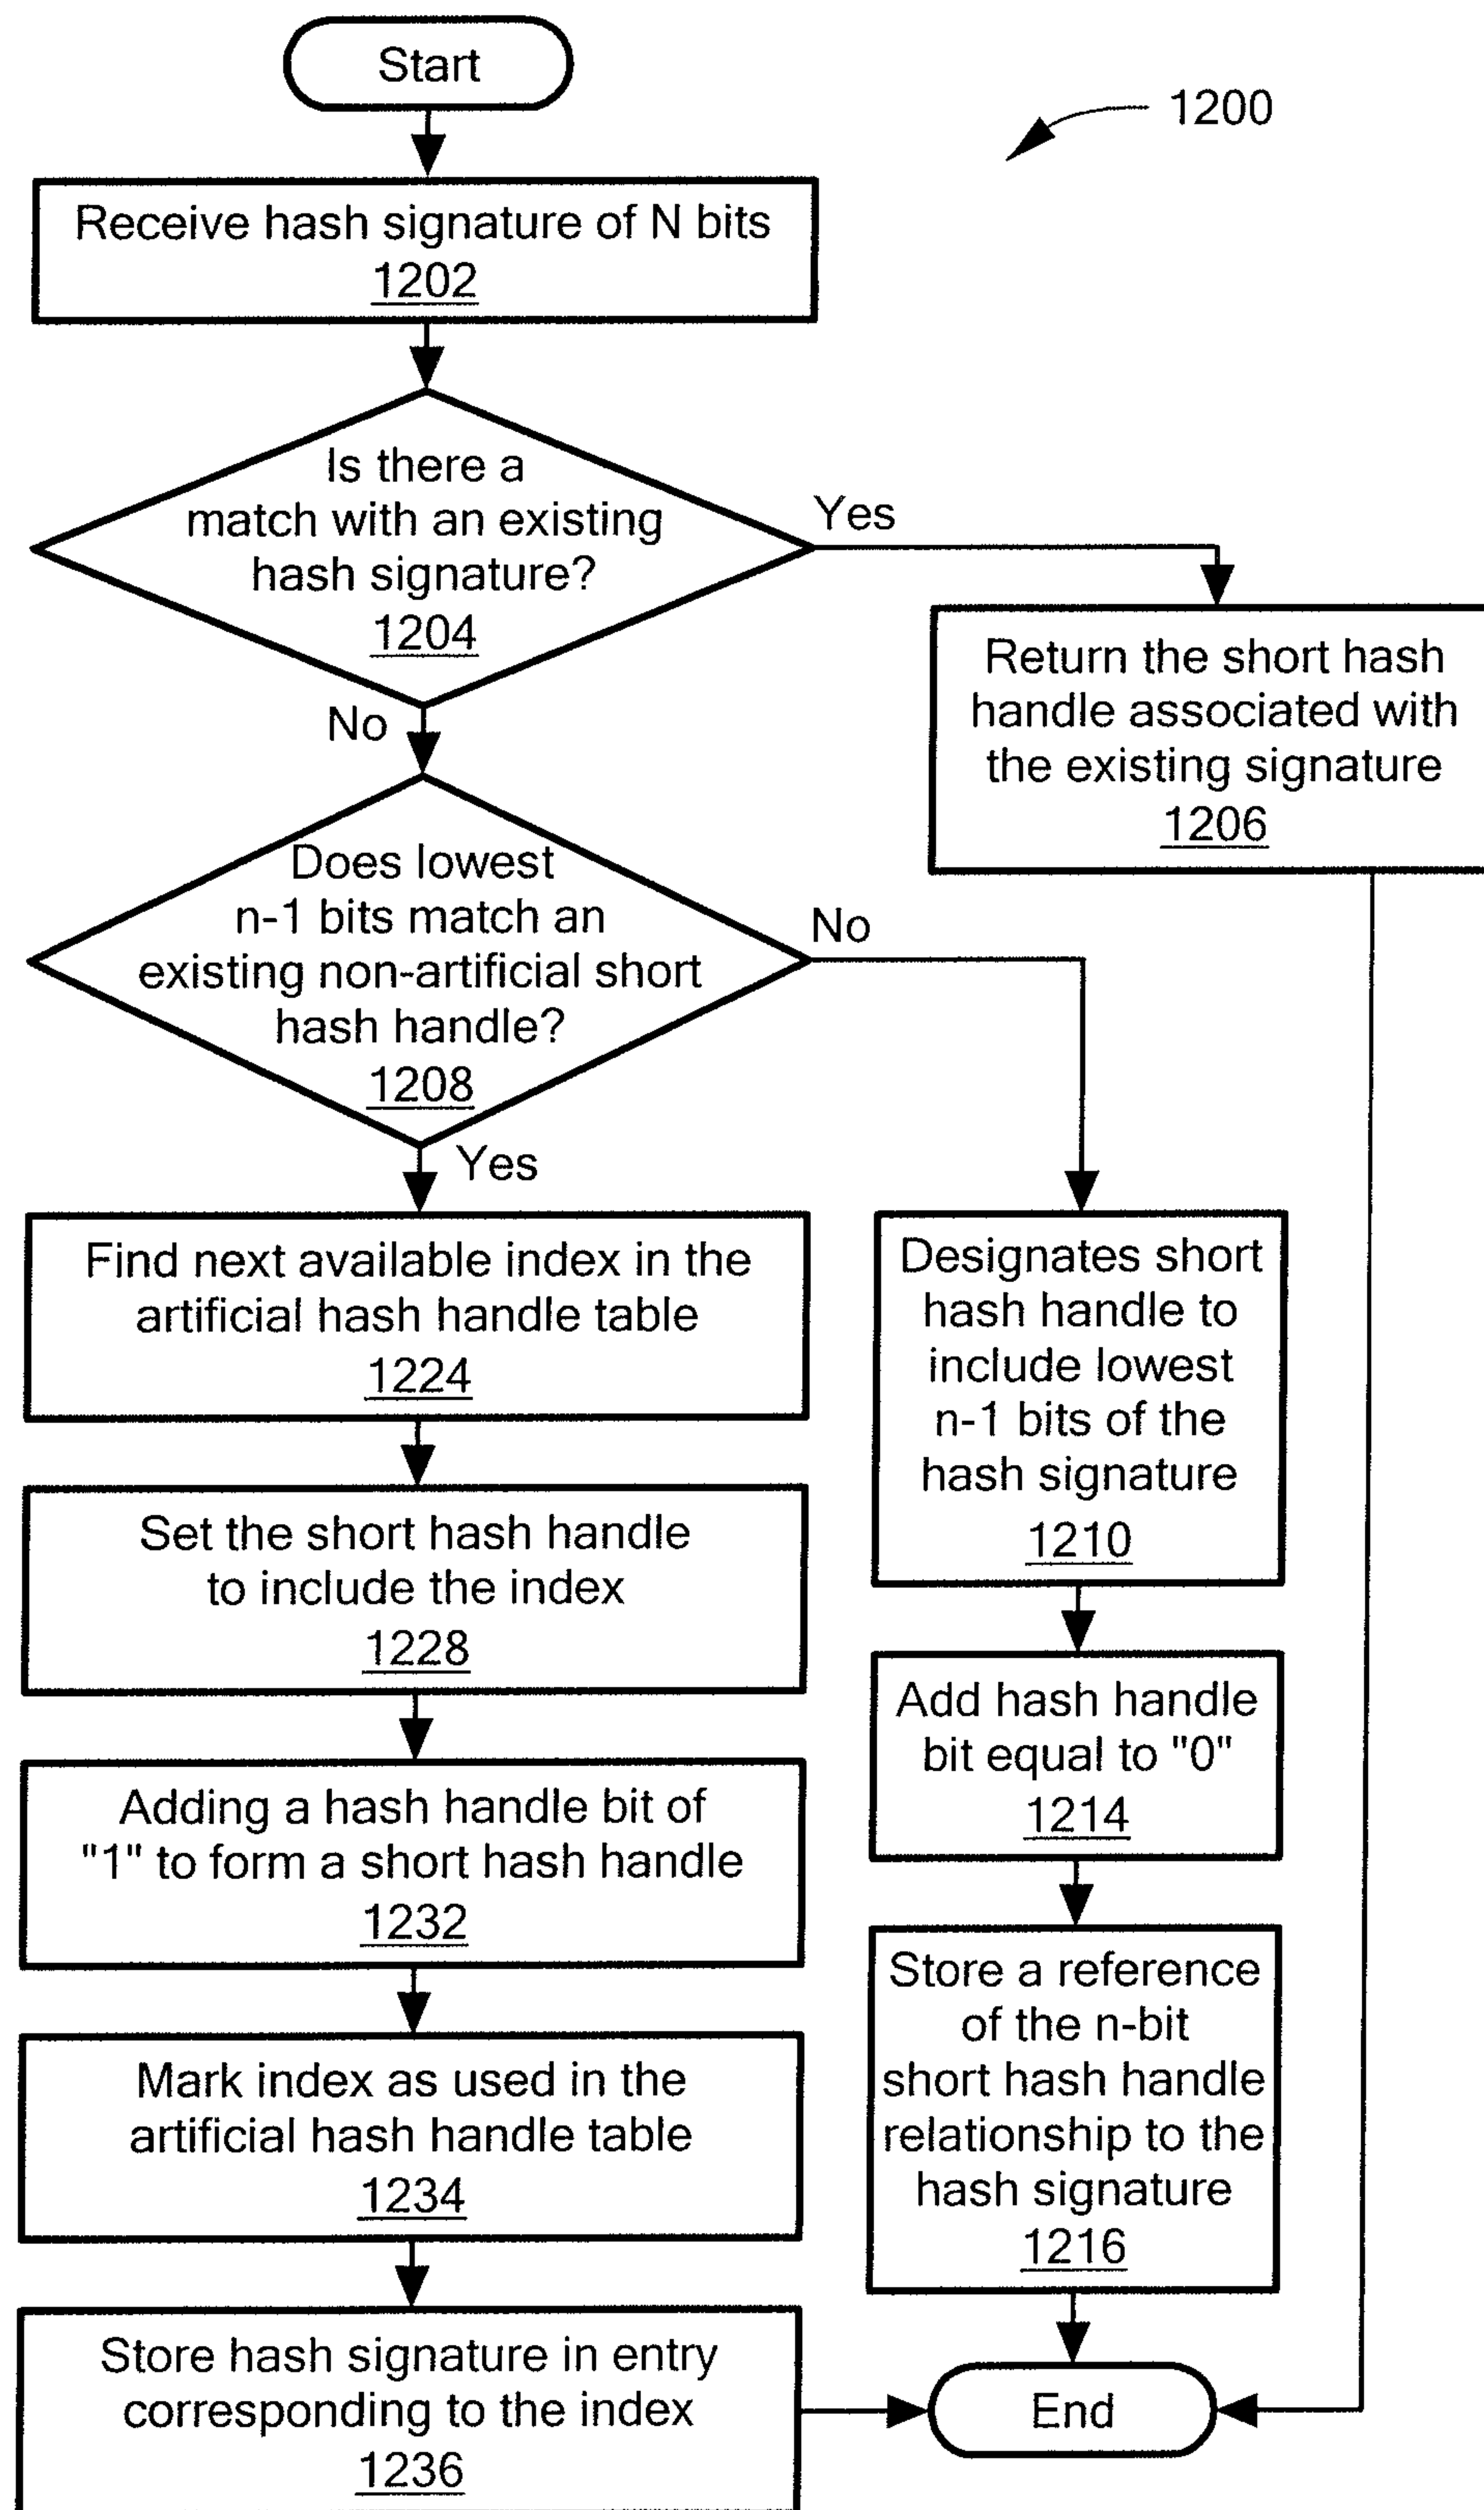 Start
1200
Receive hash signature of N bits
1202
Is there a
match with an existing
hash signature?
1204
Yes
No
Return the short hash
handle associated with
the existing signature
1206
Does lowest
n-1 bits match an
existing non-artificial short
hash handle?
1208
No
Yes
Find next available index in the
artificial hash handle table
1224
Designates short
hash handle to
include lowest
n-1 bits of the
hash signature
1210
Set the short hash handle
to include the index
1228
Add hash handle
bit equal to "0"
1214
Adding a hash handle bit of
"1" to form a short hash handle
1232
Store a reference
of the n-bit
short hash handle
relationship to the
hash signature
1216
Mark index as used in the
artificial hash handle table
1234
Store hash signature in entry
corresponding to the index
1236
End